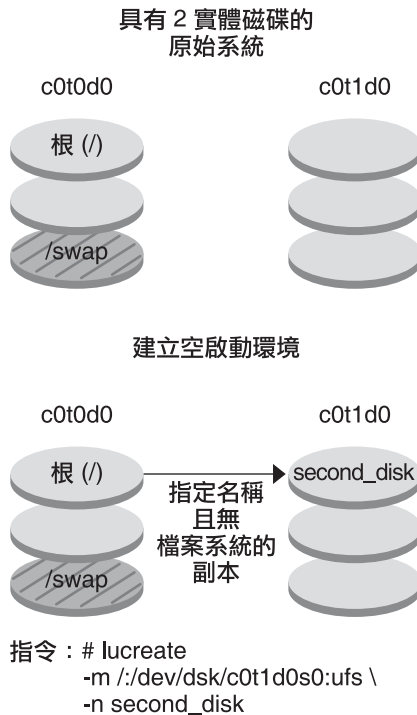 具有 2 實體磁碟的
原始系統
c0t0d0
c0t1d0
根 (/)
/swap
建立空啟動環境
c0t0d0
c0t1d0
根 (/)
second_disk
指定名稱
且無
檔案系統的
副本
/swap
指令：# lucreate
-m /:/dev/dsk/c0t1d0s0:ufs \
-n second_disk